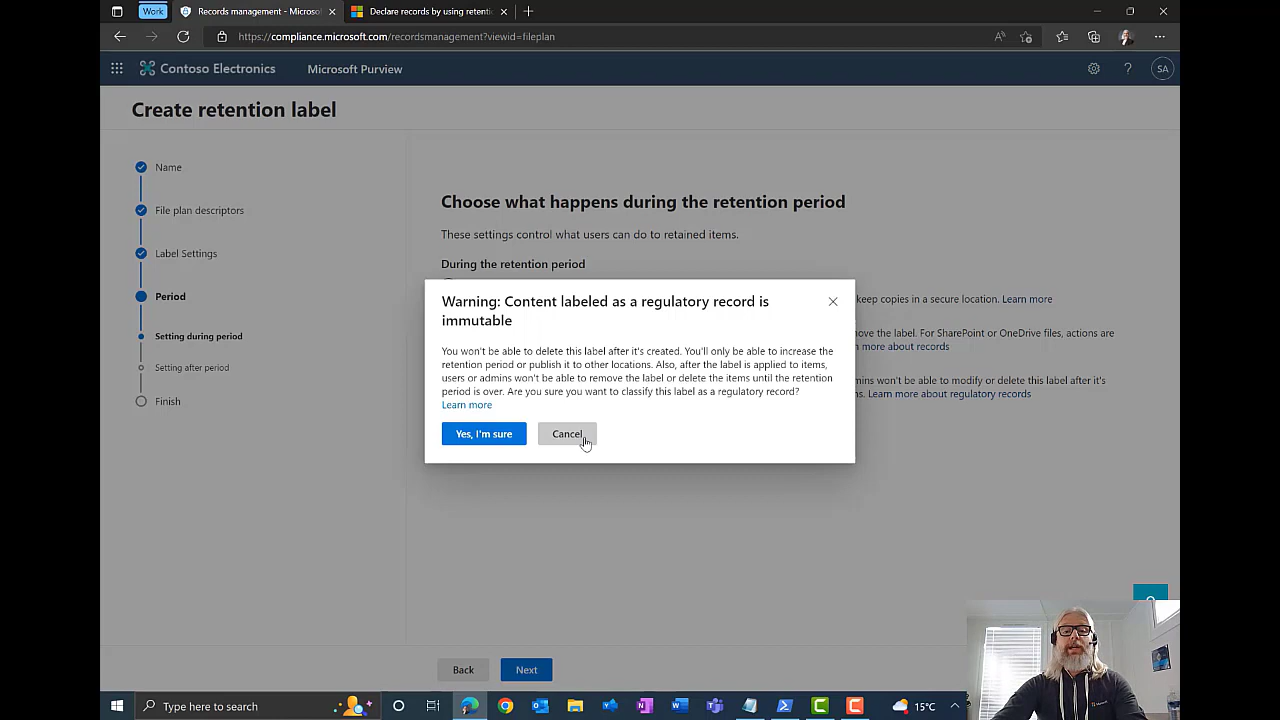 Work
Records management - Microso
Declare records by using retenti
https://compliance.microsoft.com/recordsmanagement?viewid=fileplan
Contoso Electronics
Microsoft Purview
SA
Create retention label
Name
File plan descriptors
Label Settings
Period
Setting during period
Setting after period
Finish
Choose what happens during the retention period
These settings control what users can do to retained items.
During the retention period
keep copies in a secure location. Learn more
ove the label. For SharePoint or OneDrive files, actions are
rn more about records
mins won't be able to modify or delete this label after it's
ns. Learn more about regulatory records
Warning: Content labeled as a regulatory record is
immutable
You won't be able to delete this label after it's created. You'll only be able to increase the
retention period or publish it to other locations. Also, after the label is applied to items,
users or admins won't be able to remove the label or delete the items until the retention
period is over. Are you sure you want to classify this label as a regulatory record?
Learn more
Yes, I'm sure
Cancel
Back
Next
Type here to search
15°C